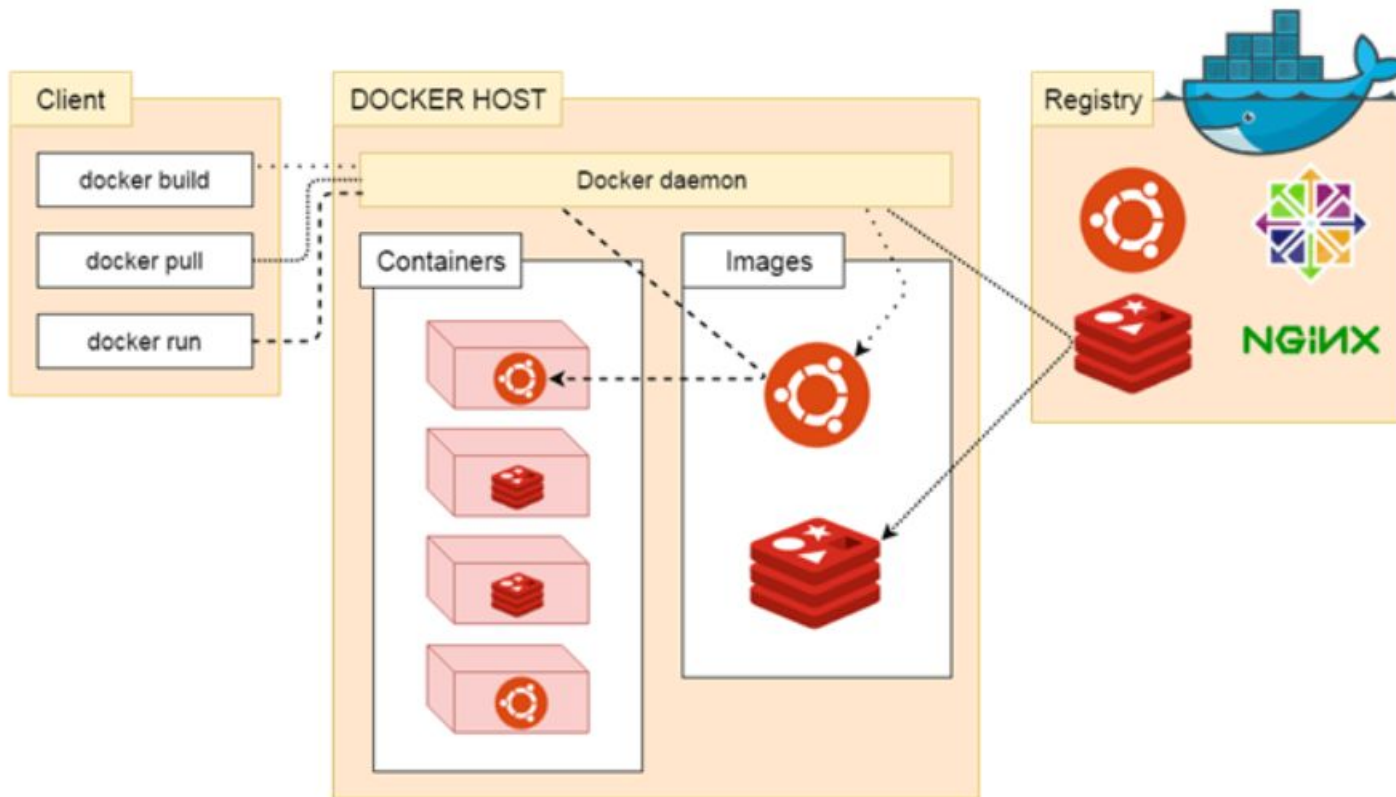 Client
docker build
docker pull
docker run
DOCKER HOST
Docker daemon
Containers
Images
Registry
NGiNX